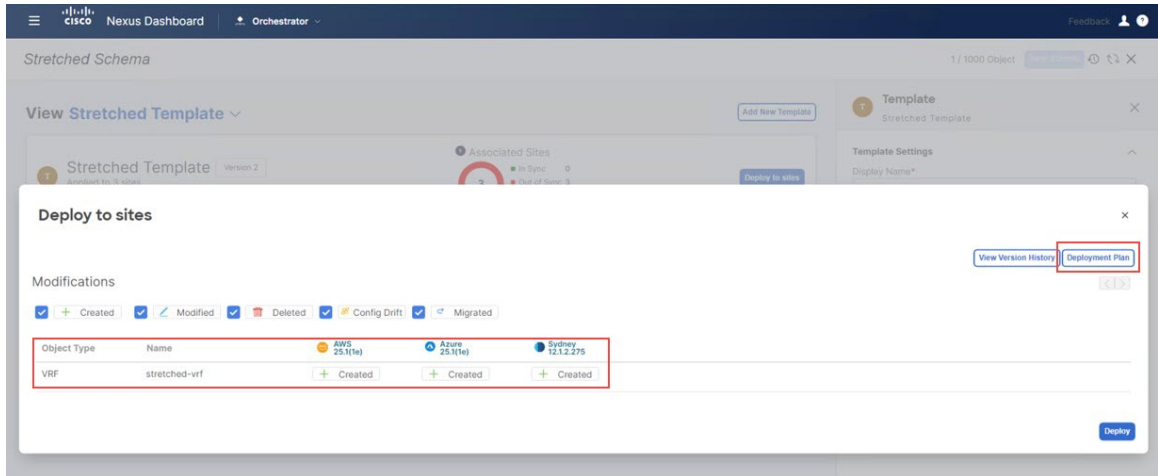 cisco Nexus Dashboard Orchestrator Feedback
Stretched Schema 1 / 1000 Object
View Stretched Template Add New Template
Template
Stretched Template
Stretched Template Version 2
Applied to 3 sites
Associated Sites
3
In Sync 0
Out of Sync 3
Deploy to sites
Template Settings
Display Name*
Deploy to sites
View Version History Deployment Plan
Modifications
Created Modified Deleted Config Drift Migrated
Object Type Name AWS 25.1(1e) Azure 25.1(1e) Sydney 12.1.2.275
VRF stretched-vrf Created Created Created
Deploy